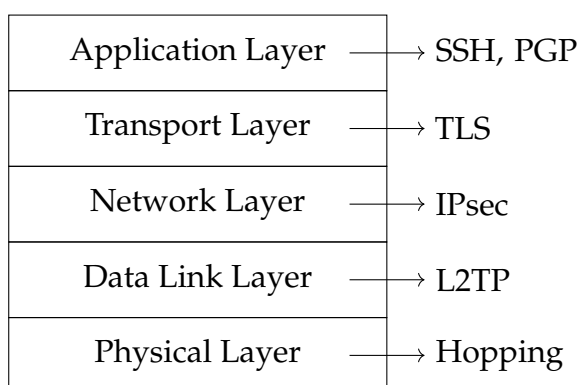 Application Layer SSH, PGP
Transport Layer TLS
Network Layer IPsec
Data Link Layer L2TP
Physical Layer Hopping